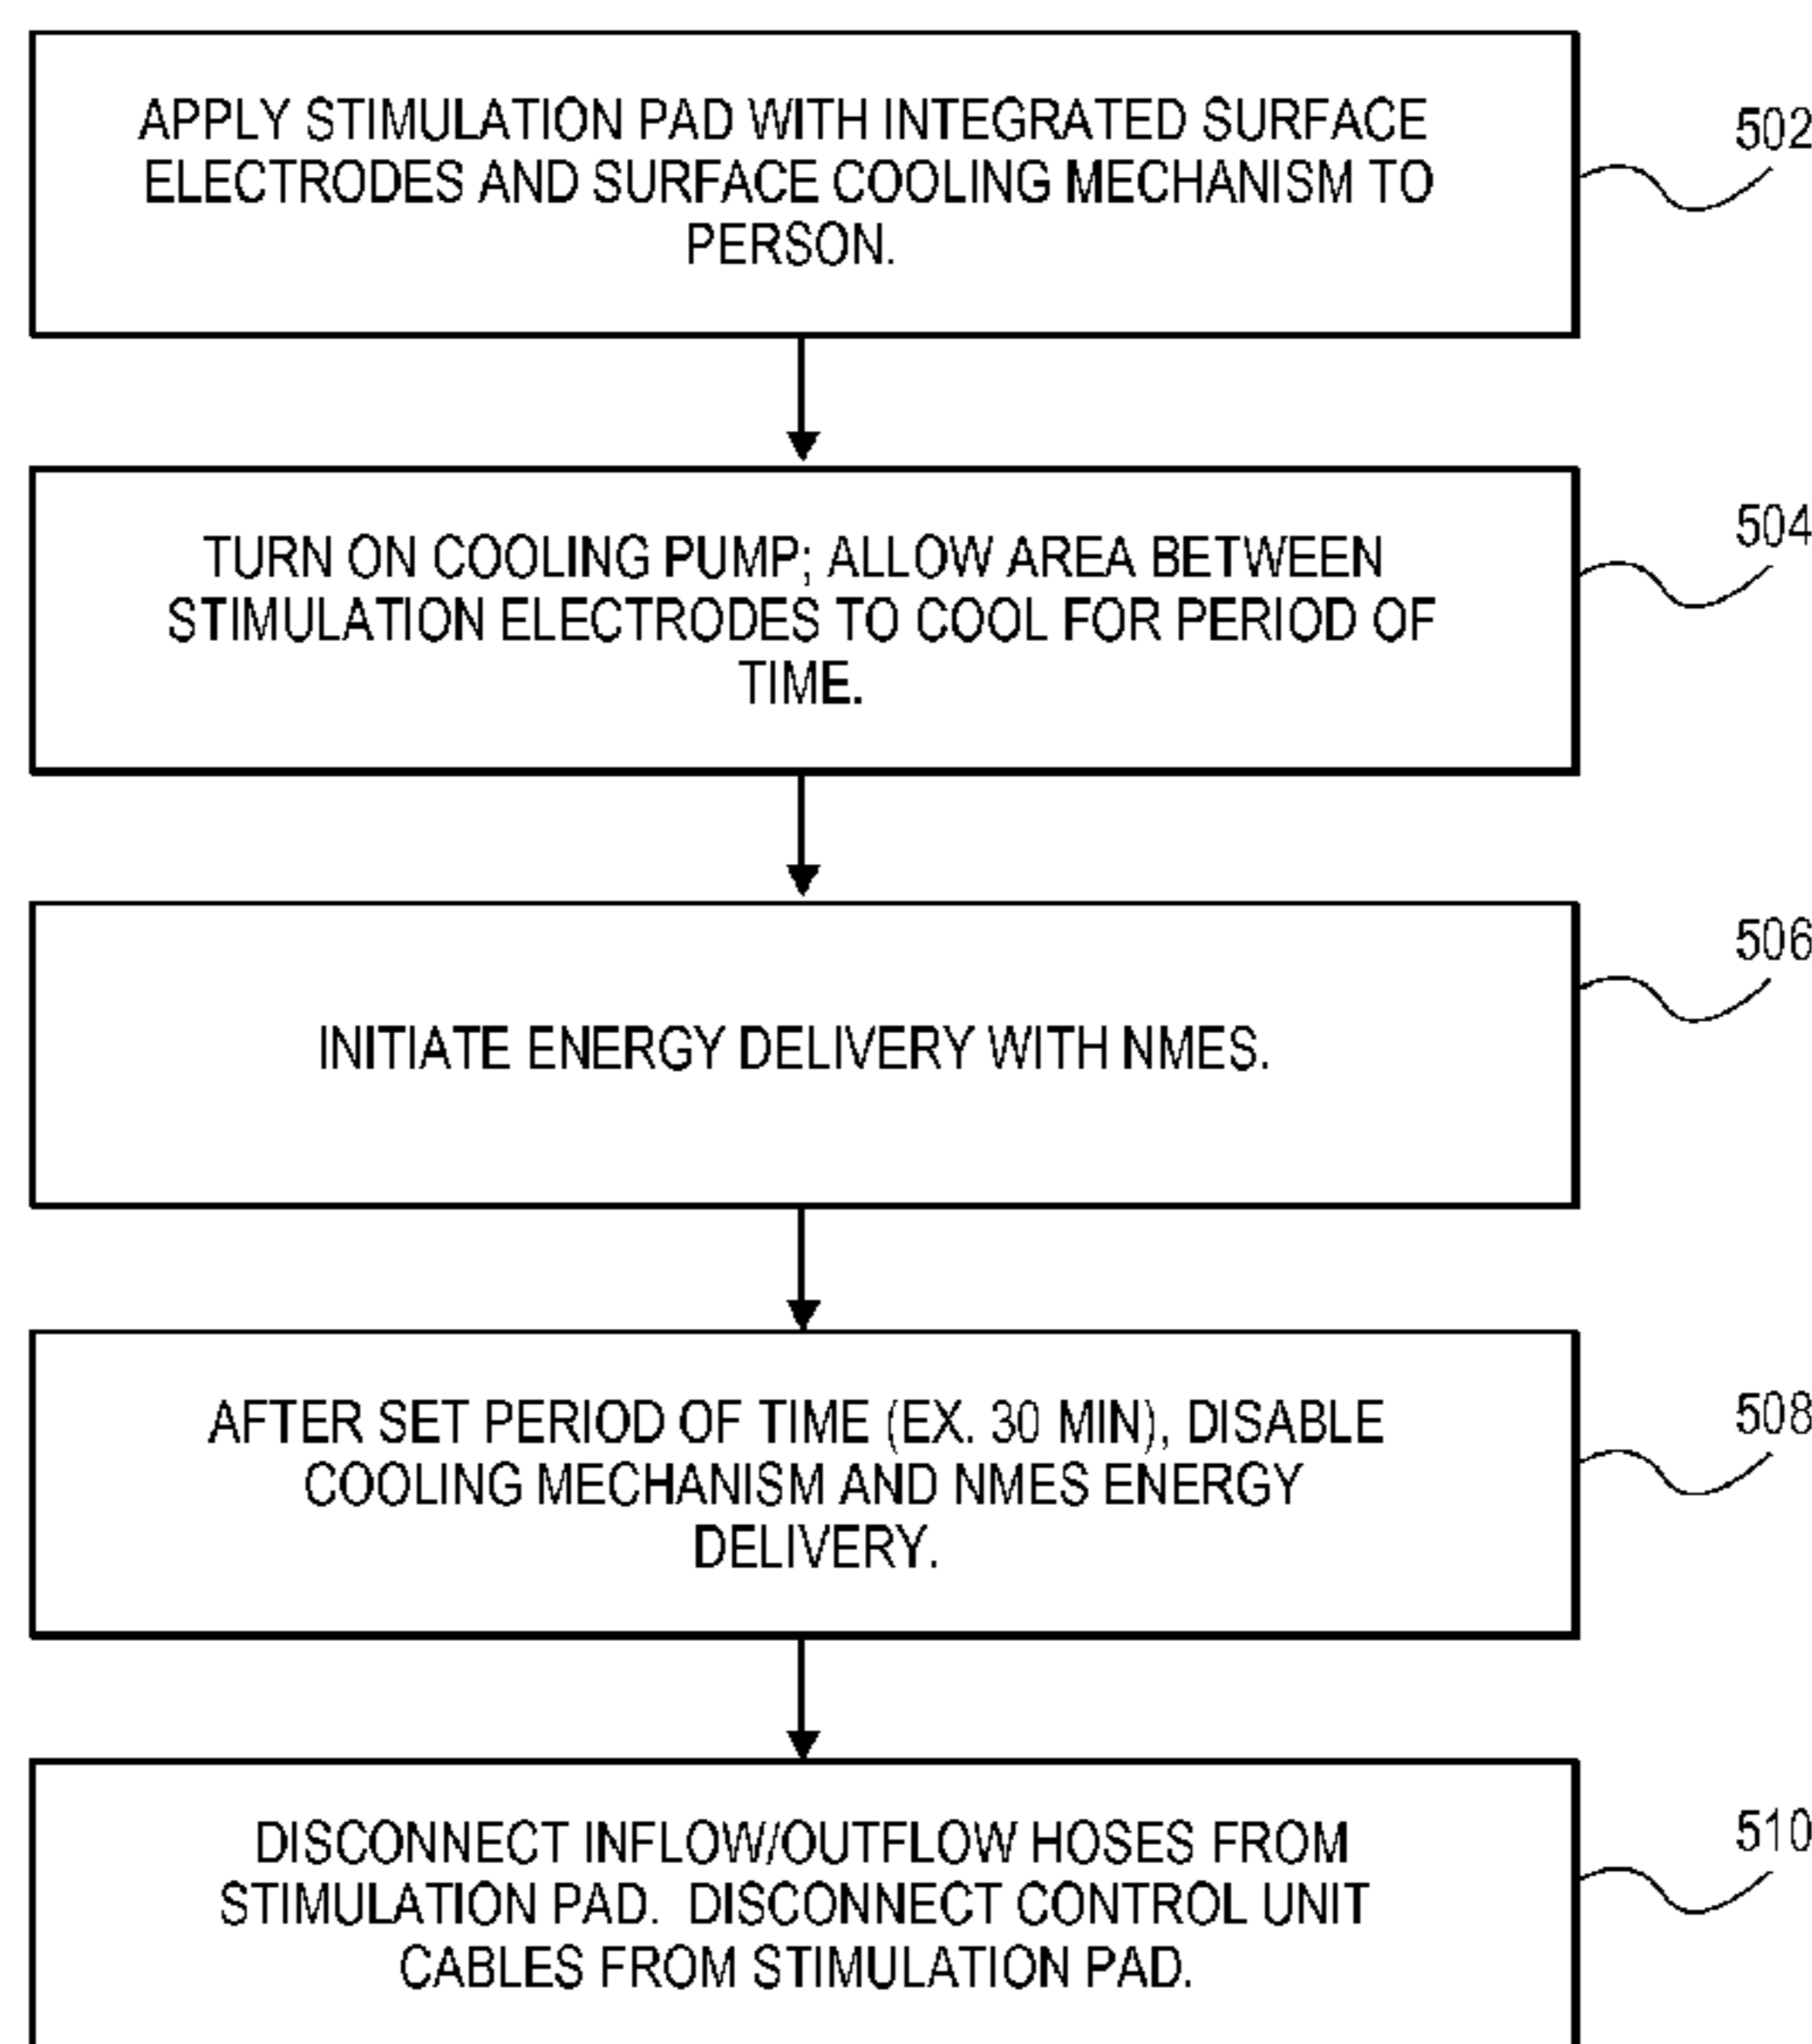 APPLY STIMULATION PAD WITH INTEGRATED SURFACE
ELECTRODES AND SURFACE COOLING MECHANISM TO
PERSON.
502
TURN ON COOLING PUMP; ALLOW AREA BETWEEN
STIMULATION ELECTRODES TO COOL FOR PERIOD OF
TIME.
504
INITIATE ENERGY DELIVERY WITH NMES.
506
AFTER SET PERIOD OF TIME (EX. 30 MIN), DISABLE
COOLING MECHANISM AND NMES ENERGY
DELIVERY.
508
DISCONNECT INFLOW/OUTFLOW HOSES FROM
STIMULATION PAD. DISCONNECT CONTROL UNIT
CABLES FROM STIMULATION PAD.
510